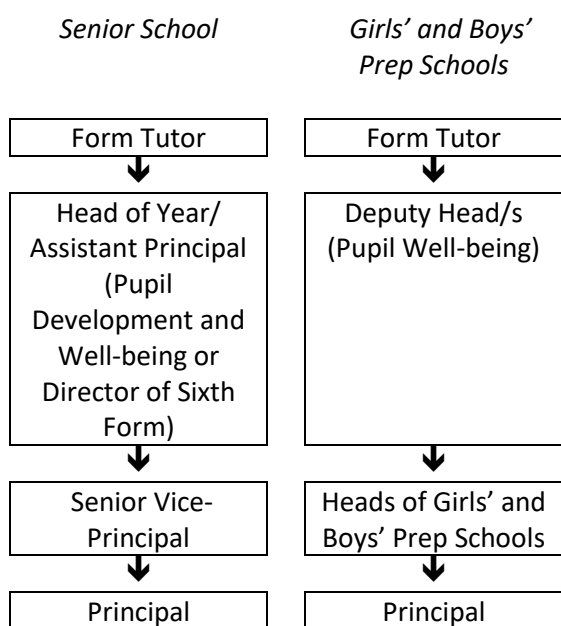 Senior School
Form Tutor
Head of Year/
Assistant Principal
(Pupil
Development and
Well-being or
Director of Sixth
Form)
Senior Vice-
Principal
Principal
Girls’ and Boys’
Prep Schools
Form Tutor
Deputy Head/s
(Pupil Well-being)
Heads of Girls’ and
Boys’ Prep Schools
Principal